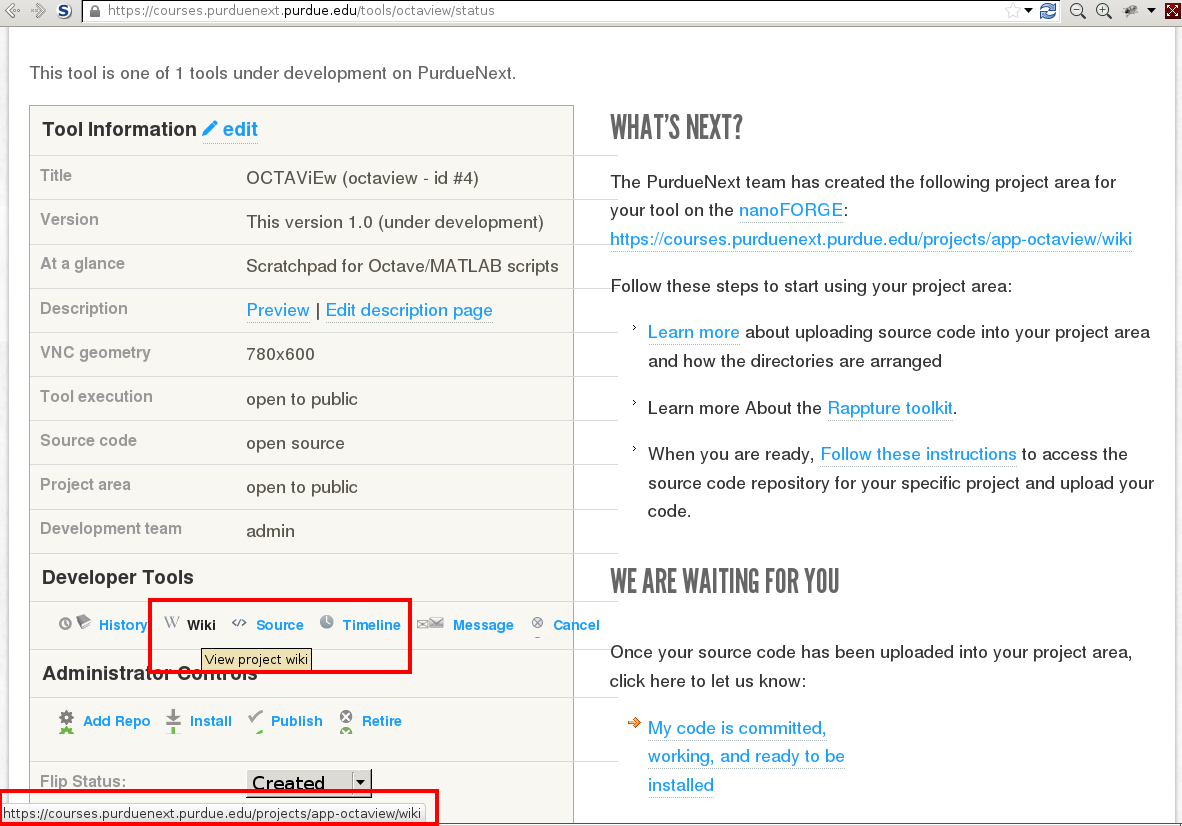 https://courses.purduenext.purdue.edu/tools/octaview/status
This tool is one of 1 tools under development on PurdueNext.
Tool Information edit
Title OCTAViEw (octaview - id #4)
Version This version 1.0 (under development)
At a glance Scratchpad for Octave/MATLAB scripts
Description Preview | Edit description page
VNC geometry 780x600
Tool execution open to public
Source code open source
Project area open to public
Development team admin
Developer Tools
History Wiki Source Timeline Message Cancel
View project wiki
Administrator Controls
Add Repo Install Publish Retire
Flip Status: Created
https://courses.purduenext.purdue.edu/projects/app-octaview/wiki
WHAT'S NEXT?
The PurdueNext team has created the following project area for
your tool on the nanoFORGE:
https://courses.purduenext.purdue.edu/projects/app-octaview/wiki
Follow these steps to start using your project area:
Learn more about uploading source code into your project area
and how the directories are arranged
Learn more About the Rappture toolkit.
When you are ready, Follow these instructions to access the
source code repository for your specific project and upload your
code.
WE ARE WAITING FOR YOU
Once your source code has been uploaded into your project area,
click here to let us know:
My code is committed,
working, and ready to be
installed